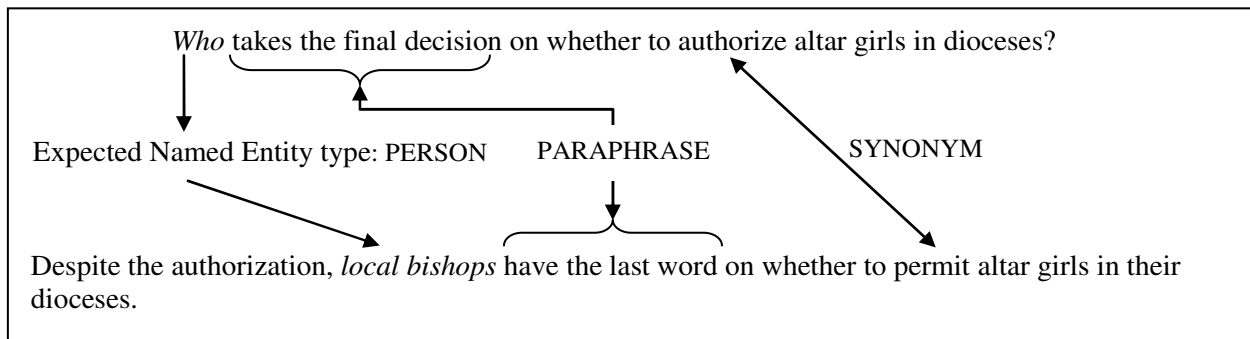 Who takes the final decision on whether to authorize altar girls in dioceses?
Expected Named Entity type: PERSON PARAPHRASE SYNONYM
Despite the authorization, local bishops have the last word on whether to permit altar girls in their
dioceses.